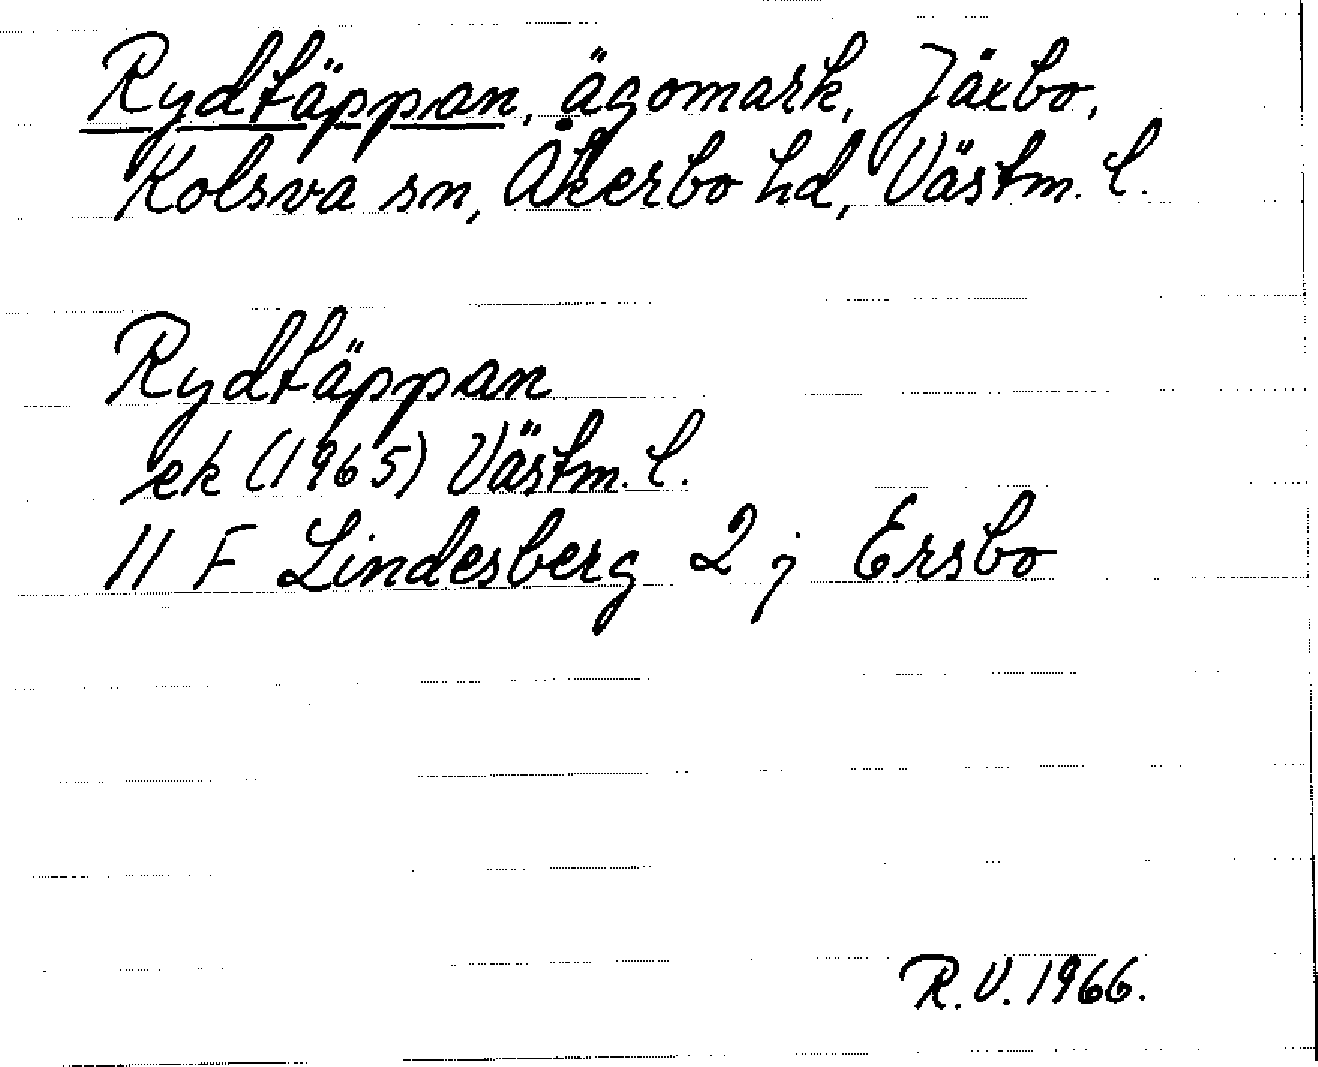 Rydtäppan, ägomark, Järbo,
Kolsva sn, Åkerbo hd, Västm. l.
Rydtäppan
ek (1965) Västm. l.
11 F Lindesberg 2 j Ersbo
R.V. 1966.